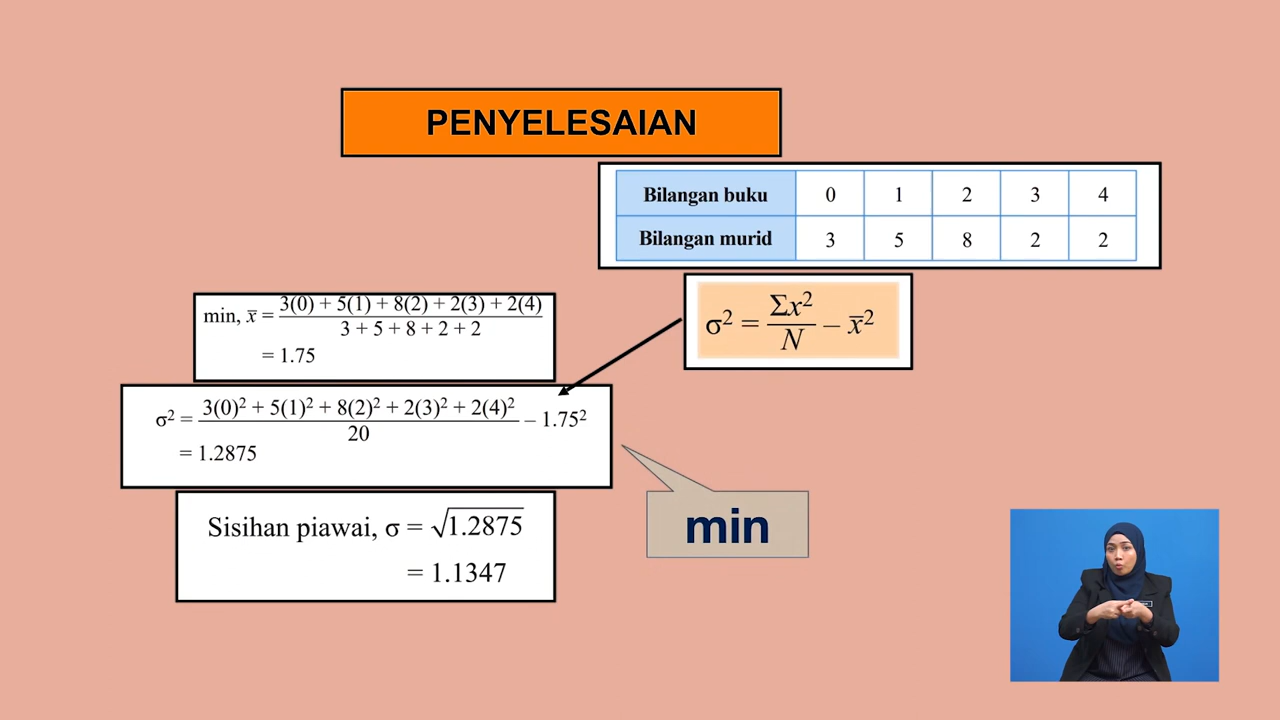 PENYELESAIAN
Bilangan buku 0 1 2 3 4
Bilangan murid 3 5 8 2 2
σ² = Σx²/N – x̅²
min, x̅ = 3(0) + 5(1) + 8(2) + 2(3) + 2(4) / 3 + 5 + 8 + 2 + 2
= 1.75
σ² = 3(0)² + 5(1)² + 8(2)² + 2(3)² + 2(4)² / 20 – 1.75²
= 1.2875
min
Sisihan piawai, σ = √1.2875
= 1.1347